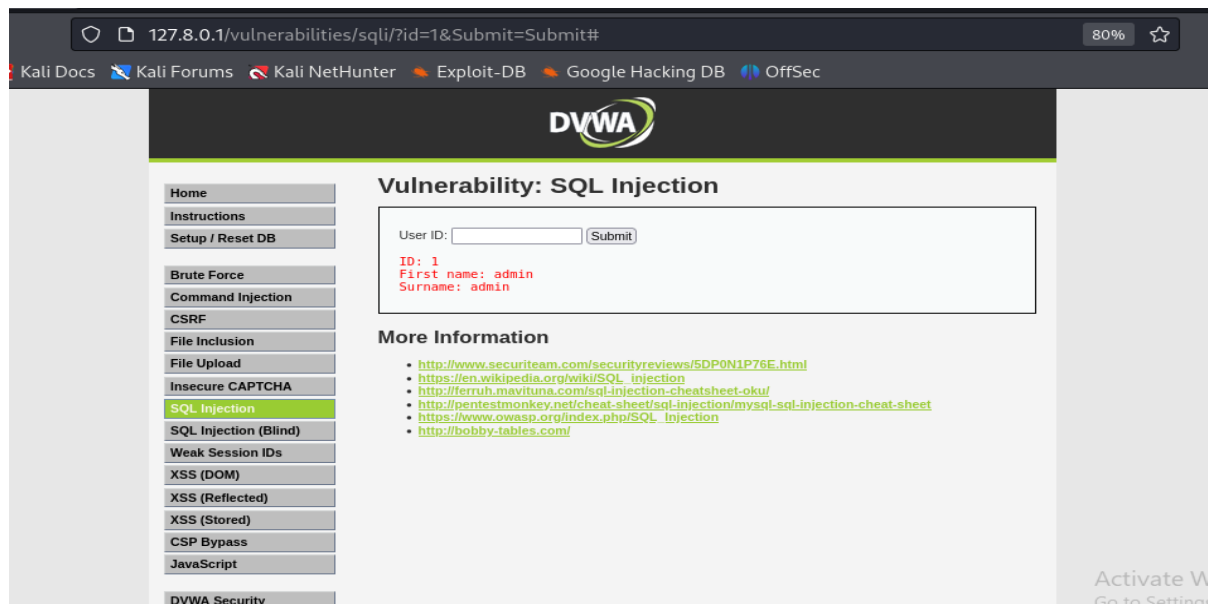 127.8.0.1/vulnerabilities/sqli/?id=1&Submit=Submit#
80%
Kali Docs
Kali Forums
Kali NetHunter
Exploit-DB
Google Hacking DB
OffSec
DVWA
Home
Instructions
Setup / Reset DB
Brute Force
Command Injection
CSRF
File Inclusion
File Upload
Insecure CAPTCHA
SQL Injection
SQL Injection (Blind)
Weak Session IDs
XSS (DOM)
XSS (Reflected)
XSS (Stored)
CSP Bypass
JavaScript
DVWA Security
Vulnerability: SQL Injection
User ID:
Submit
ID: 1
First name: admin
Surname: admin
More Information
http://www.securiteam.com/securityreviews/5DP0N1P76E.html
https://en.wikipedia.org/wiki/SQL_injection
http://ferruh.mavituna.com/sql-injection-cheatsheet-oku/
http://pentestmonkey.net/cheat-sheet/sql-injection/mysql-sql-injection-cheat-sheet
https://www.owasp.org/index.php/SQL_Injection
http://bobby-tables.com/
Activate W
Go to Settings